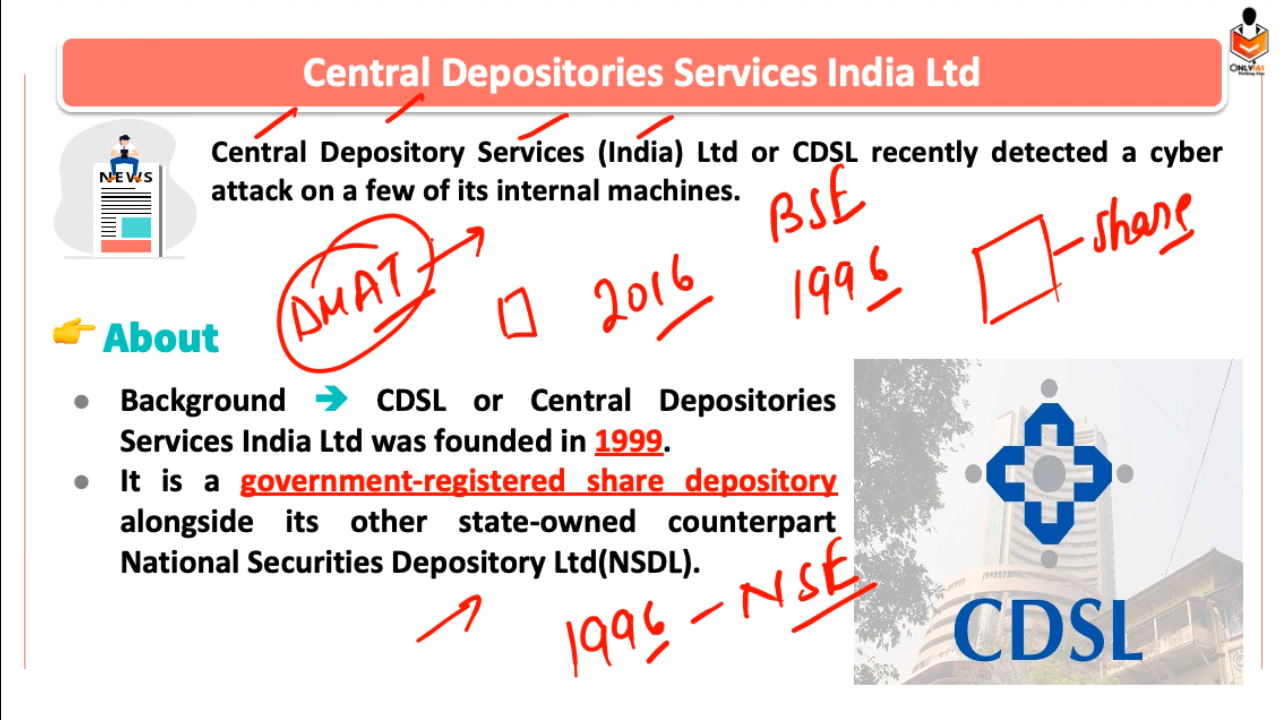 Central Depositories Services India Ltd
ONLYIAS
NEWS
Central Depository Services (India) Ltd or CDSL recently detected a cyber
attack on a few of its internal machines.
BSE
share
DMAT
2016
1996
👉 About
● Background ➔ CDSL or Central Depositories
Services India Ltd was founded in 1999.
● It is a government-registered share depository
alongside its other state-owned counterpart
National Securities Depository Ltd(NSDL).
1996 - NSE
CDSL